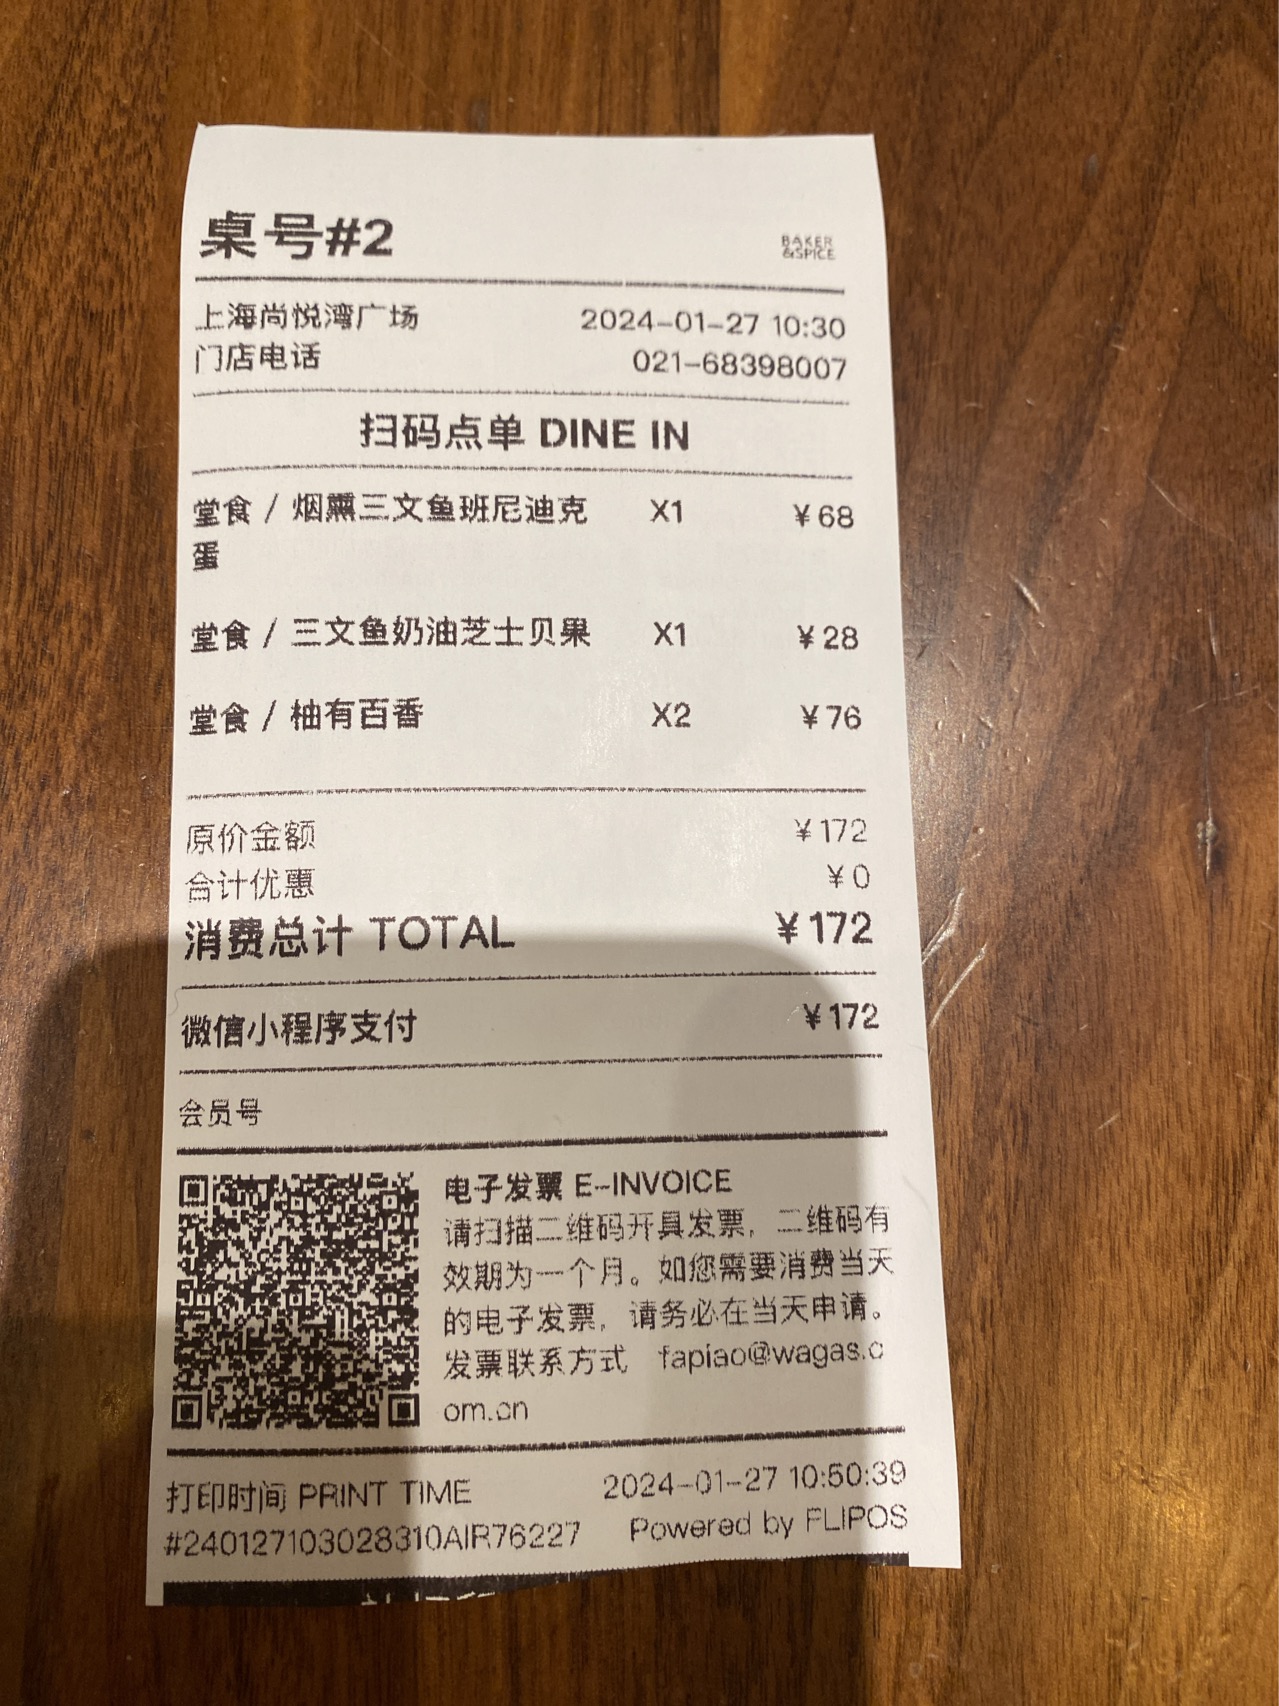 桌号#2
BAKER
&SPICE
上海尚悦湾广场 2024-01-27 10:30
门店电话 021-68398007
扫码点单 DINE IN
堂食 / 烟熏三文鱼班尼迪克 X1 ¥68
蛋
堂食 / 三文鱼奶油芝士贝果 X1 ¥28
堂食 / 柚有百香 X2 ¥76
原价金额 ¥172
合计优惠 ¥0
消费总计 TOTAL ¥172
微信小程序支付 ¥172
会员号
电子发票 E-INVOICE
请扫描二维码开具发票，二维码有
效期为一个月。如您需要消费当天
的电子发票，请务必在当天申请。
发票联系方式 fapiao@wagas.c
om.cn
打印时间 PRINT TIME 2024-01-27 10:50:39
#240127103028310AIR76227 Powered by FLIPOS